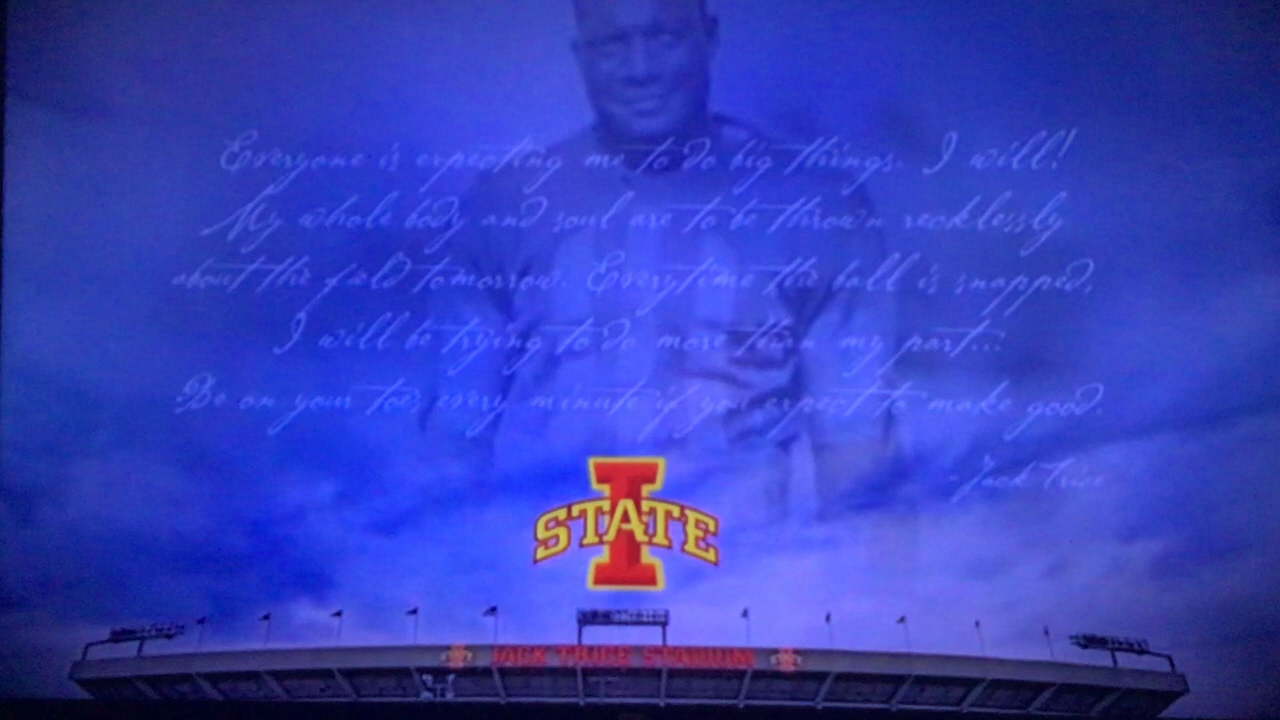 Everyone is expecting me to do big things. I will!
My whole body and soul are to be thrown recklessly
about the field tomorrow. Everytime the ball is snapped,
I will be trying to do more than my part...
Be on your toes every minute if you expect to make good.
-Jack Trice
I
STATE
JACK TRICE STADIUM